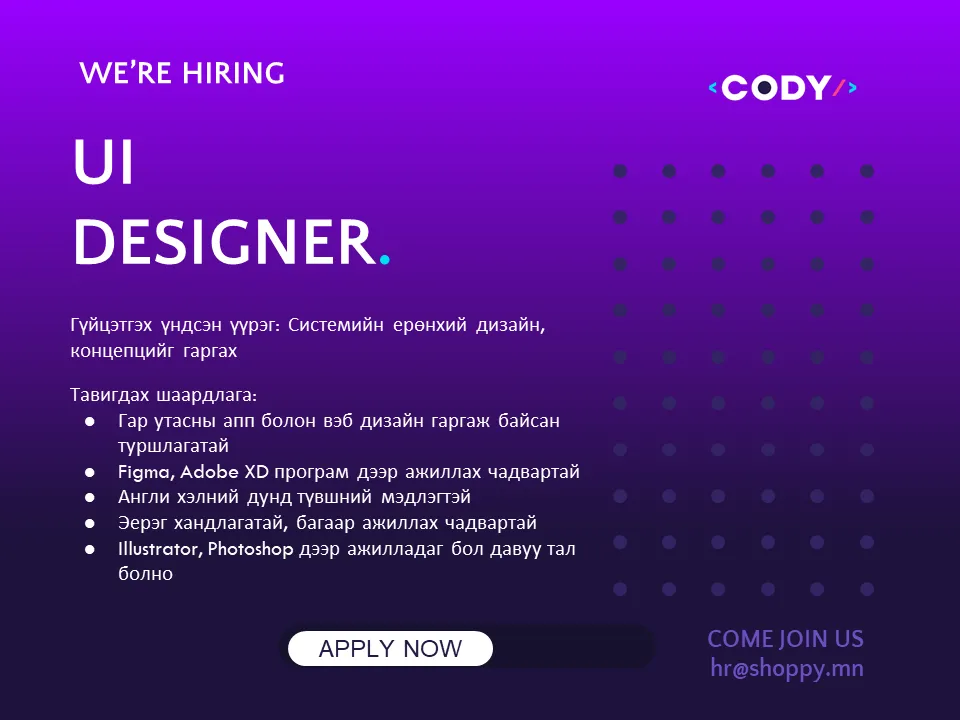 WE'RE HIRING
<CODY/>
UI
DESIGNER.
Гүйцэтгэх үндсэн үүрэг: Системийн ерөнхий дизайн,
концепцийг гаргах
Тавигдах шаардлага:
● Гар утасны апп болон вэб дизайн гаргаж байсан
туршлагатай
● Figma, Adobe XD програм дээр ажиллах чадвартай
● Англи хэлний дунд түвшний мэдлэгтэй
● Эерэг хандлагатай, багаар ажиллах чадвартай
● Illustrator, Photoshop дээр ажилладаг бол давуу тал
болно
APPLY NOW
COME JOIN US
hr@shoppy.mn